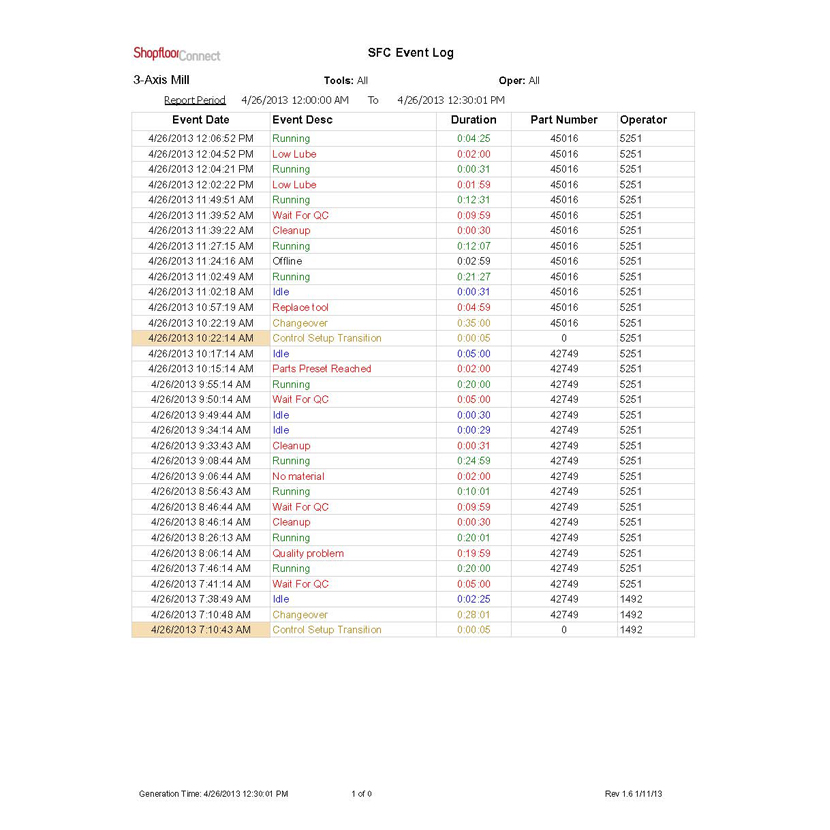 ShopfloorConnect
SFC Event Log
3-Axis Mill Tools: All Oper: All
Report Period 4/26/2013 12:00:00 AM To 4/26/2013 12:30:01 PM
Event Date Event Desc Duration Part Number Operator
4/26/2013 12:06:52 PM Running 0:04:25 45016 5251
4/26/2013 12:04:52 PM Low Lube 0:02:00 45016 5251
4/26/2013 12:04:21 PM Running 0:00:31 45016 5251
4/26/2013 12:02:22 PM Low Lube 0:01:59 45016 5251
4/26/2013 11:49:51 AM Running 0:12:31 45016 5251
4/26/2013 11:39:52 AM Wait For QC 0:09:59 45016 5251
4/26/2013 11:39:22 AM Cleanup 0:00:30 45016 5251
4/26/2013 11:27:15 AM Running 0:12:07 45016 5251
4/26/2013 11:24:16 AM Offline 0:02:59 45016 5251
4/26/2013 11:02:49 AM Running 0:21:27 45016 5251
4/26/2013 11:02:18 AM Idle 0:00:31 45016 5251
4/26/2013 10:57:19 AM Replace tool 0:04:59 45016 5251
4/26/2013 10:22:19 AM Changeover 0:35:00 45016 5251
4/26/2013 10:22:14 AM Control Setup Transition 0:00:05 0 5251
4/26/2013 10:17:14 AM Idle 0:05:00 42749 5251
4/26/2013 10:15:14 AM Parts Preset Reached 0:02:00 42749 5251
4/26/2013 9:55:14 AM Running 0:20:00 42749 5251
4/26/2013 9:50:14 AM Wait For QC 0:05:00 42749 5251
4/26/2013 9:49:44 AM Idle 0:00:30 42749 5251
4/26/2013 9:34:14 AM Idle 0:00:29 42749 5251
4/26/2013 9:33:43 AM Cleanup 0:00:31 42749 5251
4/26/2013 9:08:44 AM Running 0:24:59 42749 5251
4/26/2013 9:06:44 AM No material 0:02:00 42749 5251
4/26/2013 8:56:43 AM Running 0:10:01 42749 5251
4/26/2013 8:46:44 AM Wait For QC 0:09:59 42749 5251
4/26/2013 8:46:14 AM Cleanup 0:00:30 42749 5251
4/26/2013 8:26:13 AM Running 0:20:01 42749 5251
4/26/2013 8:06:14 AM Quality problem 0:19:59 42749 5251
4/26/2013 7:46:14 AM Running 0:20:00 42749 5251
4/26/2013 7:41:14 AM Wait For QC 0:05:00 42749 5251
4/26/2013 7:38:49 AM Idle 0:02:25 42749 1492
4/26/2013 7:10:48 AM Changeover 0:28:01 42749 1492
4/26/2013 7:10:43 AM Control Setup Transition 0:00:05 0 1492
Generation Time: 4/26/2013 12:30:01 PM 1 of 0 Rev 1.6 1/11/13